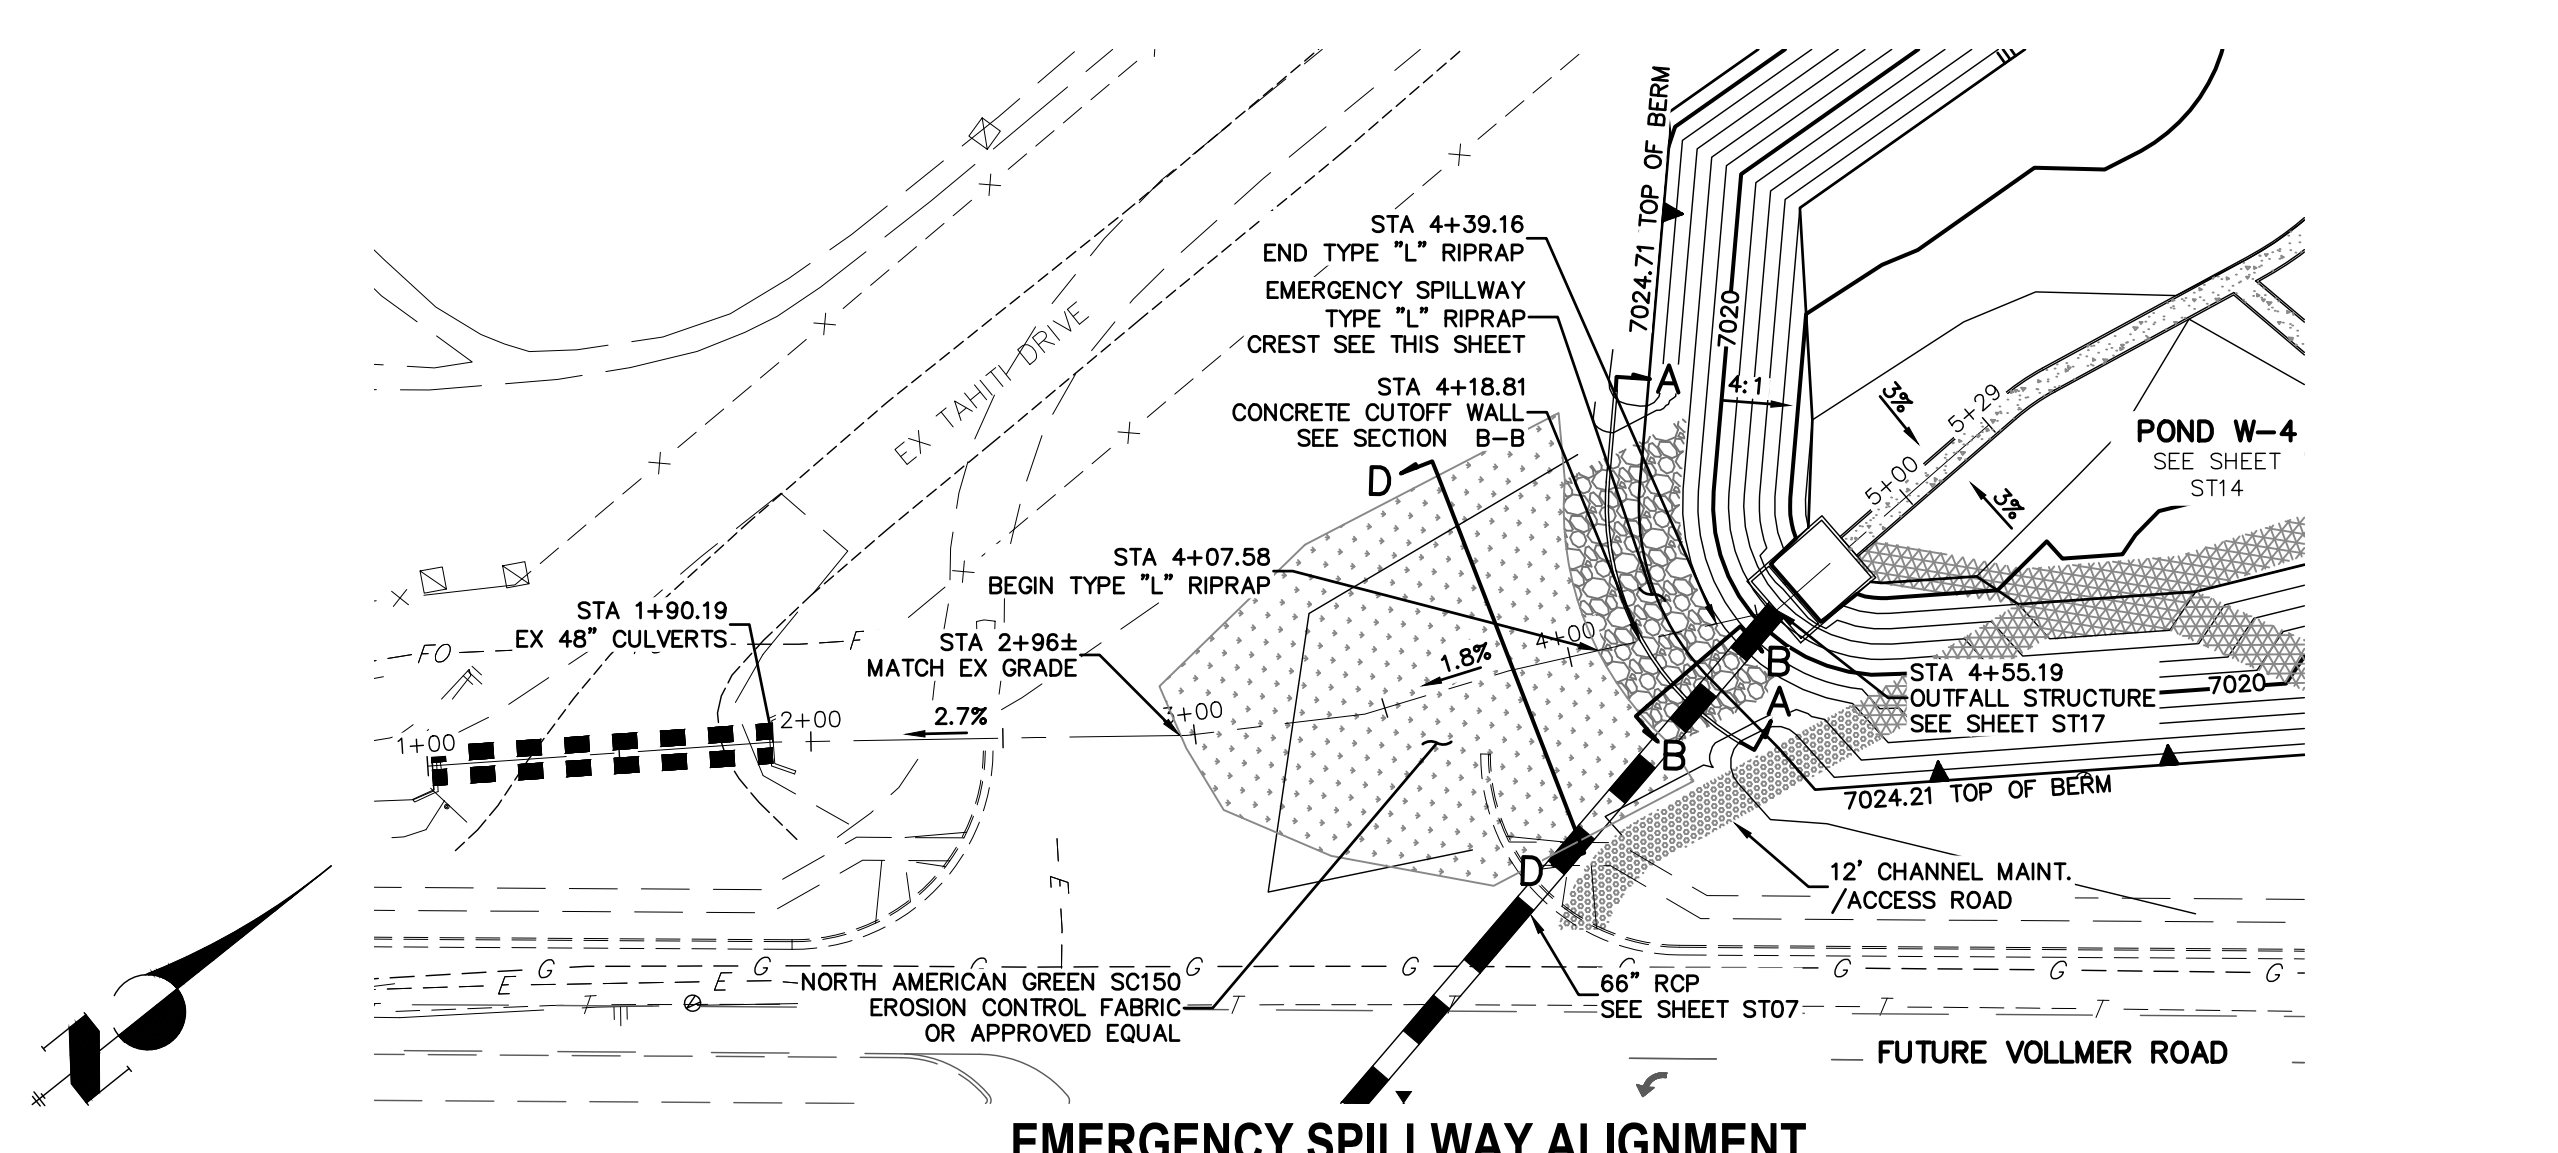 7024.71 TOP OF BERM
STA 4+39.16
END TYPE "L" RIPRAP
EMERGENCY SPILLWAY
TYPE "L" RIPRAP
CREST SEE THIS SHEET
STA 4+18.81
CONCRETE CUTOFF WALL
SEE SECTION B-B
7020
A
4:1
3%
5+29
5+00
3%
POND W-4
SEE SHEET
ST14
EX TAHITI DRIVE
D
STA 4+07.58
BEGIN TYPE "L" RIPRAP
STA 1+90.19
EX 48" CULVERTS
FO
F
STA 2+96±
MATCH EX GRADE
4+00
1.8%
B
STA 4+55.19
OUTFALL STRUCTURE
SEE SHEET ST17
7020
A
1+00
2+00
2.7%
3+00
B
7024.21 TOP OF BERM
D
E
12' CHANNEL MAINT.
/ACCESS ROAD
G
G
G
G
G
G
G
G
E
E
NORTH AMERICAN GREEN SC150
EROSION CONTROL FABRIC
OR APPROVED EQUAL
66" RCP
SEE SHEET ST07
T
T
T
T
T
FUTURE VOLLMER ROAD
EMERGENCY SPILLWAY ALIGNMENT